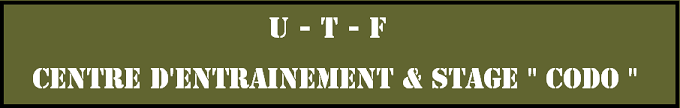 U - T - F
CENTRE D'ENTRAINEMENT & STAGE " CODO "